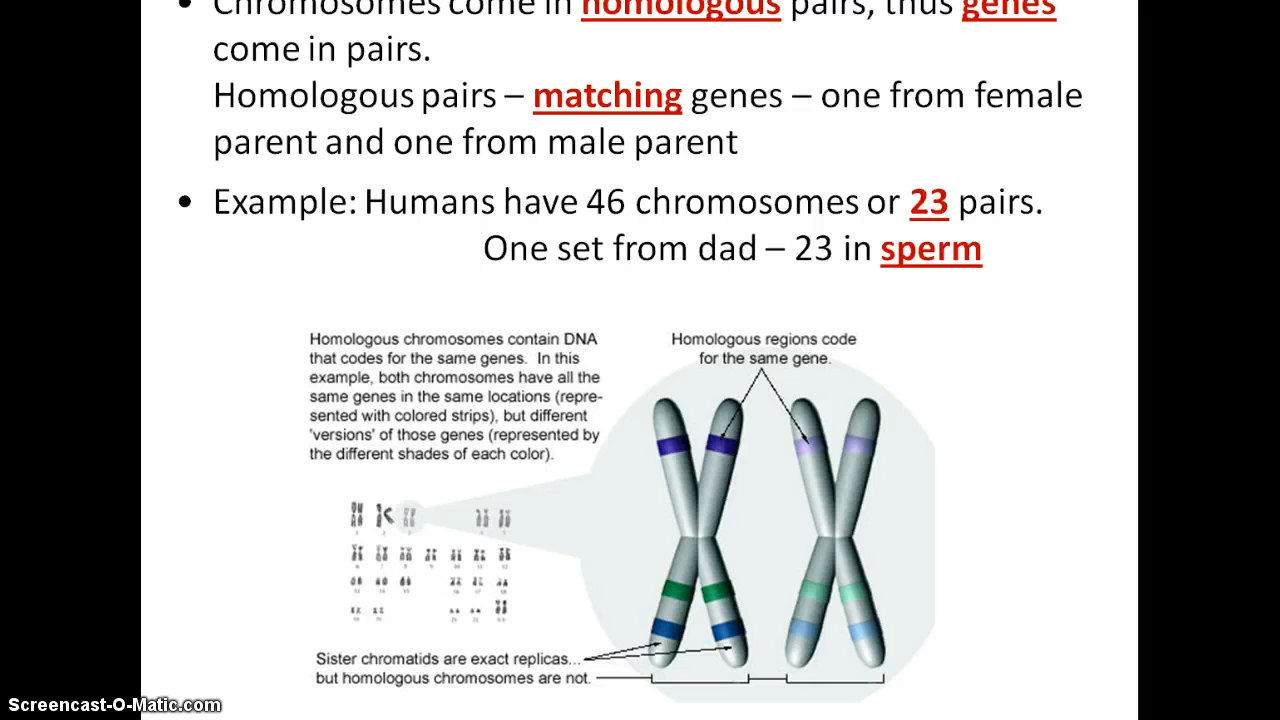 Chromosomes come in homologous pairs, thus genes
come in pairs.
Homologous pairs – matching genes – one from female
parent and one from male parent
• Example: Humans have 46 chromosomes or 23 pairs.
One set from dad – 23 in sperm
Homologous chromosomes contain DNA
that codes for the same genes. In this
example, both chromosomes have all the
same genes in the same locations (repre-
sented with colored strips), but different
'versions' of those genes (represented by
the different shades of each color).
Homologous regions code
for the same gene.
Sister chromatids are exact replicas...
but homologous chromosomes are not.
Screencast-O-Matic.com